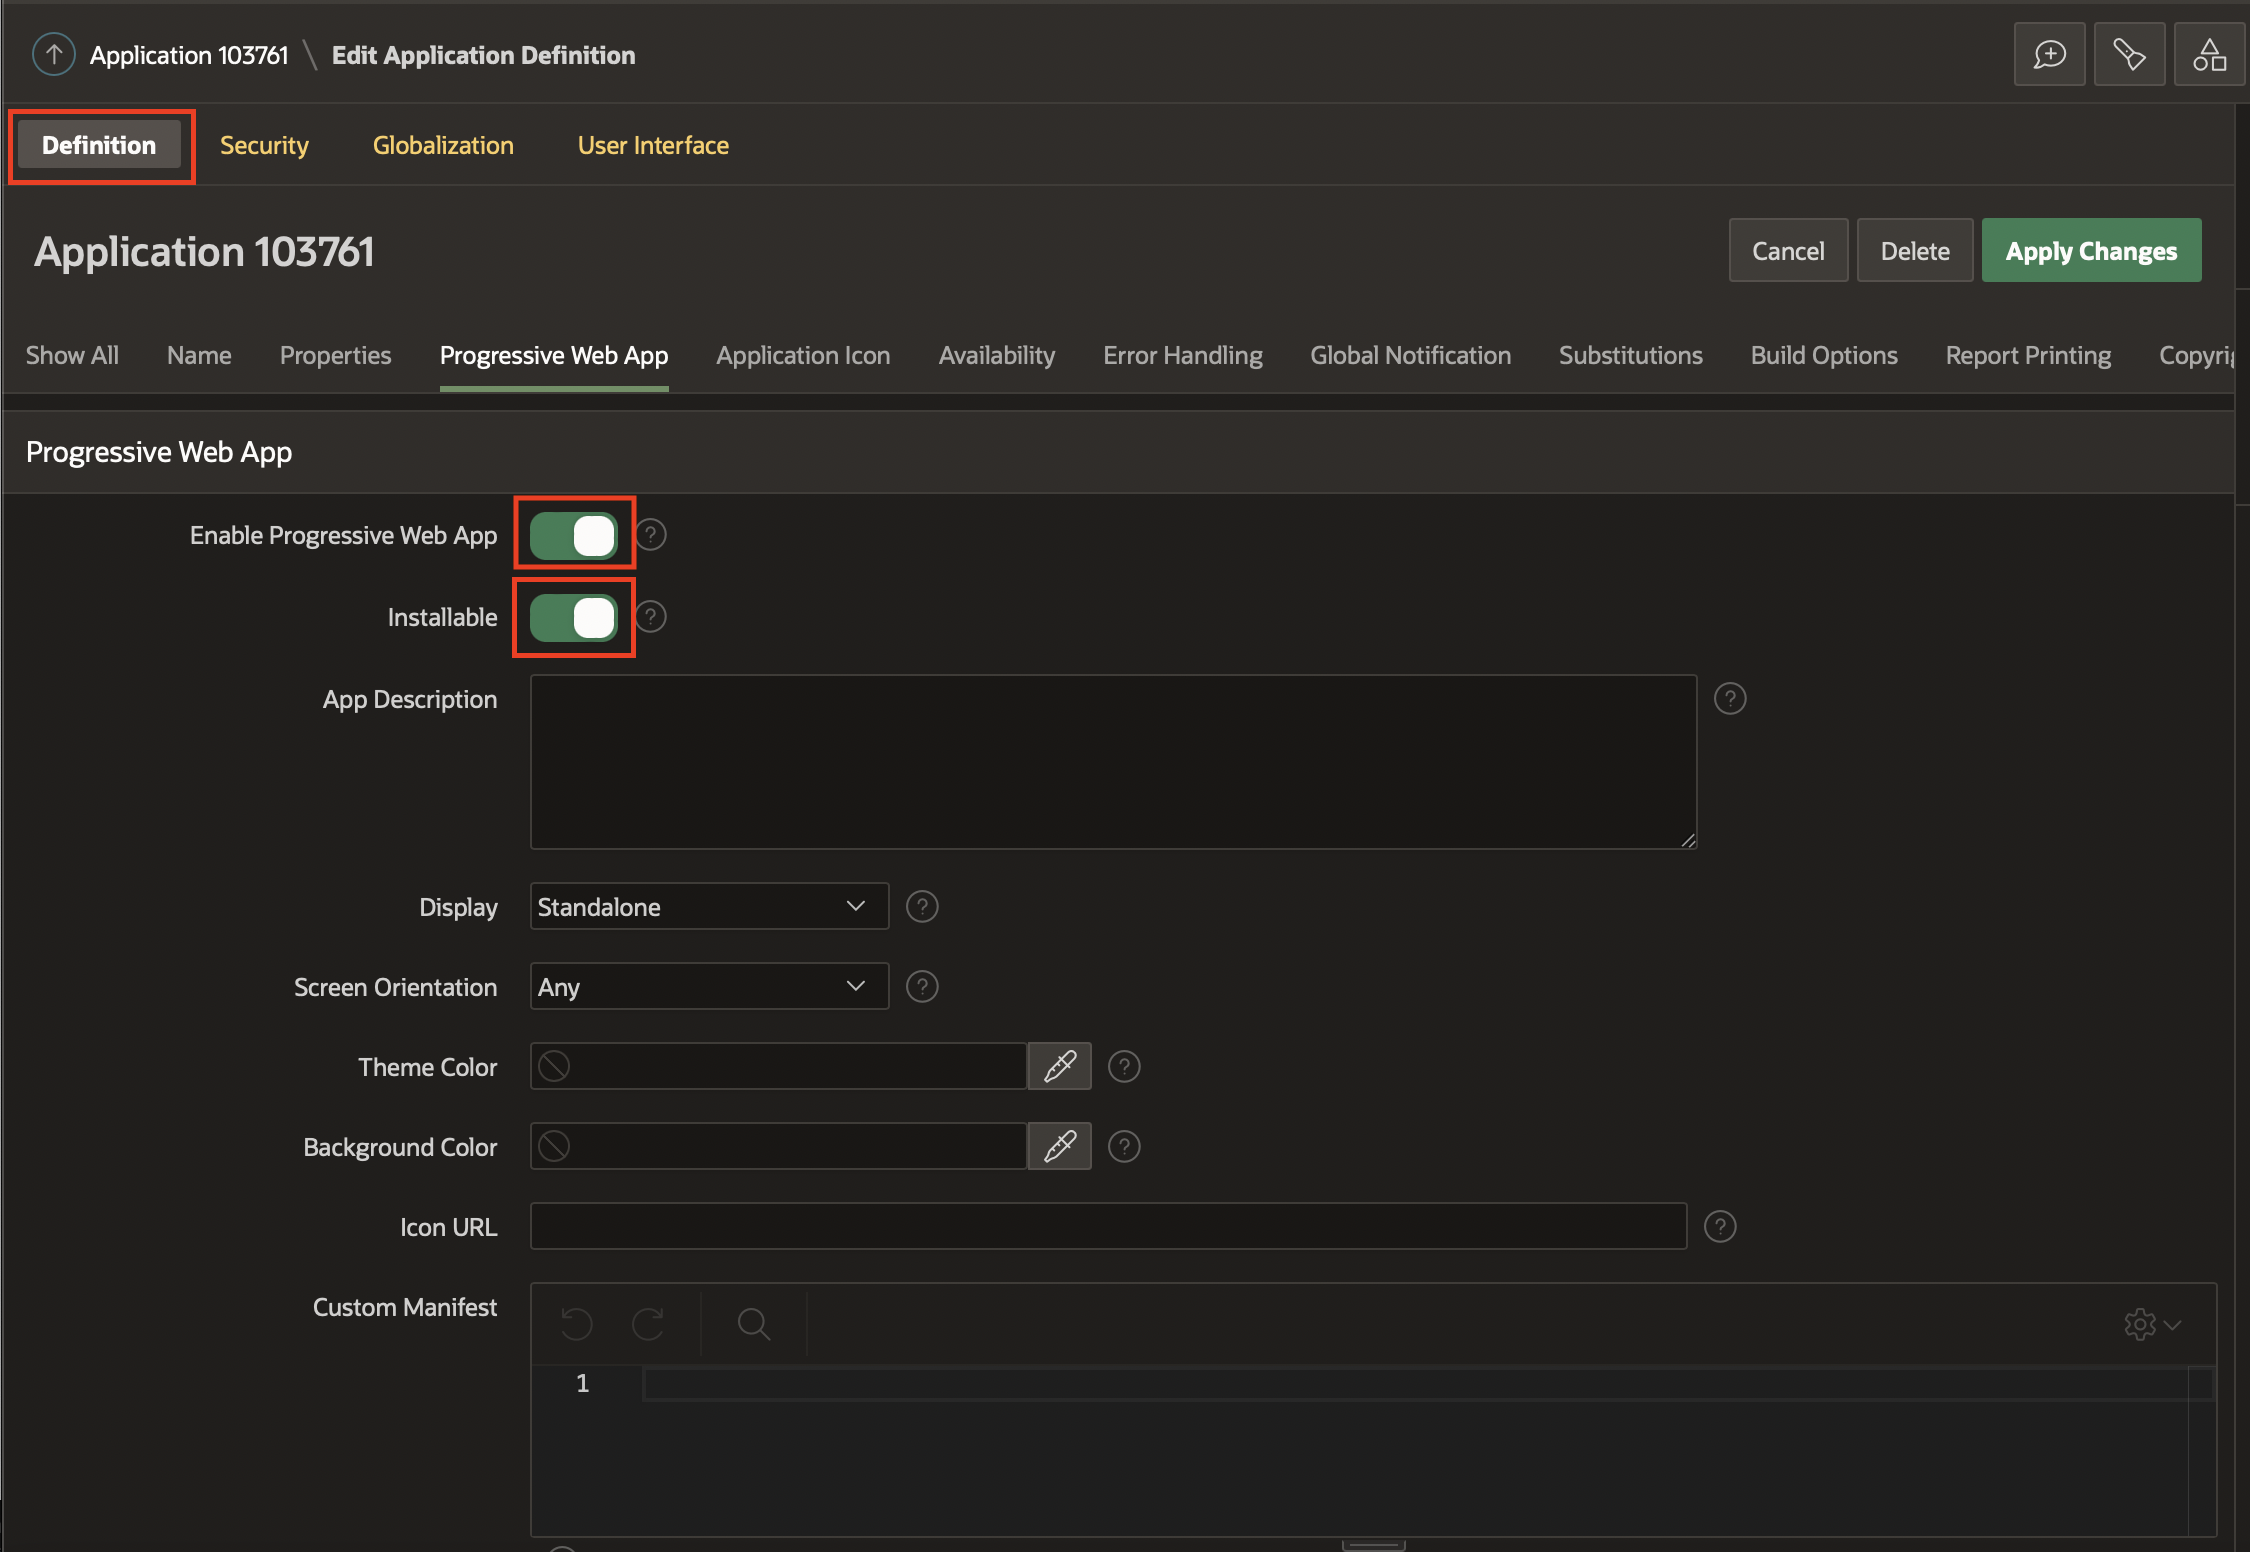 Application 103761 \ Edit Application Definition
Definition Security Globalization User Interface
Application 103761
Cancel Delete Apply Changes
Show All Name Properties Progressive Web App Application Icon Availability Error Handling Global Notification Substitutions Build Options Report Printing Copyri
Progressive Web App
Enable Progressive Web App ?
Installable ?
App Description ?
Display Standalone ?
Screen Orientation Any ?
Theme Color ?
Background Color ?
Icon URL ?
Custom Manifest
1